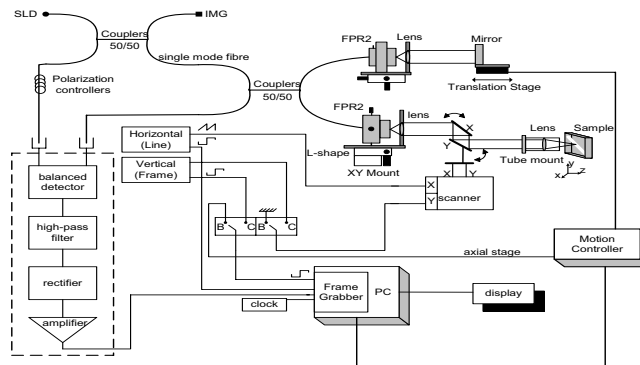 SLD
IMG
Couplers
50/50
single mode fibre
Polarization
controllers
Couplers
50/50
FPR2
Lens
Mirror
Translation Stage
FPR2
lens
X
Y
Lens
Sample
Tube mount
L-shape
XY Mount
y
x
z
Horizontal
(Line)
Vertical
(Frame)
X
Y
X
Y
scanner
balanced
detector
high-pass
filter
rectifier
amplifier
B
C
B
C
axial stage
Motion
Controller
Frame
Grabber
PC
display
clock